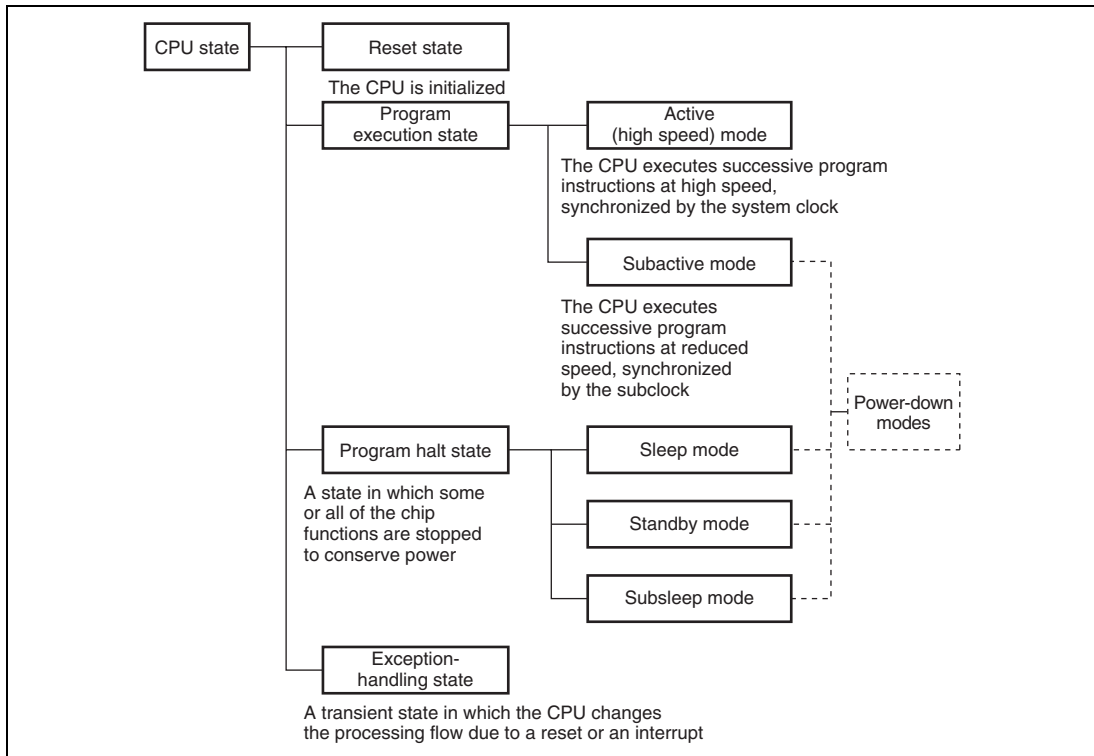 CPU state
Reset state
The CPU is initialized
Program
execution state
Active
(high speed) mode
The CPU executes successive program
instructions at high speed,
synchronized by the system clock
Subactive mode
The CPU executes
successive program
instructions at reduced
speed, synchronized
by the subclock
Power-down
modes
Program halt state
A state in which some
or all of the chip
functions are stopped
to conserve power
Sleep mode
Standby mode
Subsleep mode
Exception-
handling state
A transient state in which the CPU changes
the processing flow due to a reset or an interrupt